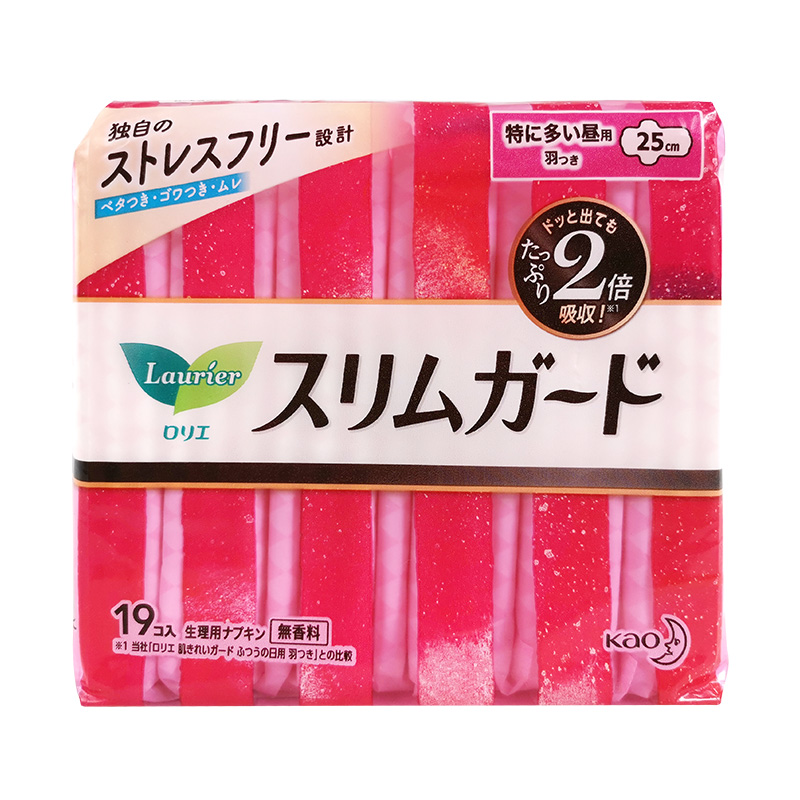 独自の
ストレスフリー設計
ベタつき・ゴワつき・ムレ
特に多い昼用
羽つき
25cm
ドッと出ても
たっぷり
2倍
吸収!※1
Laurier
ロリエ
スリムガード
19コ入 生理用ナプキン 無香料
※1 当社「ロリエ 肌きれいガード ふつうの日用 羽つき」との比較
Kao